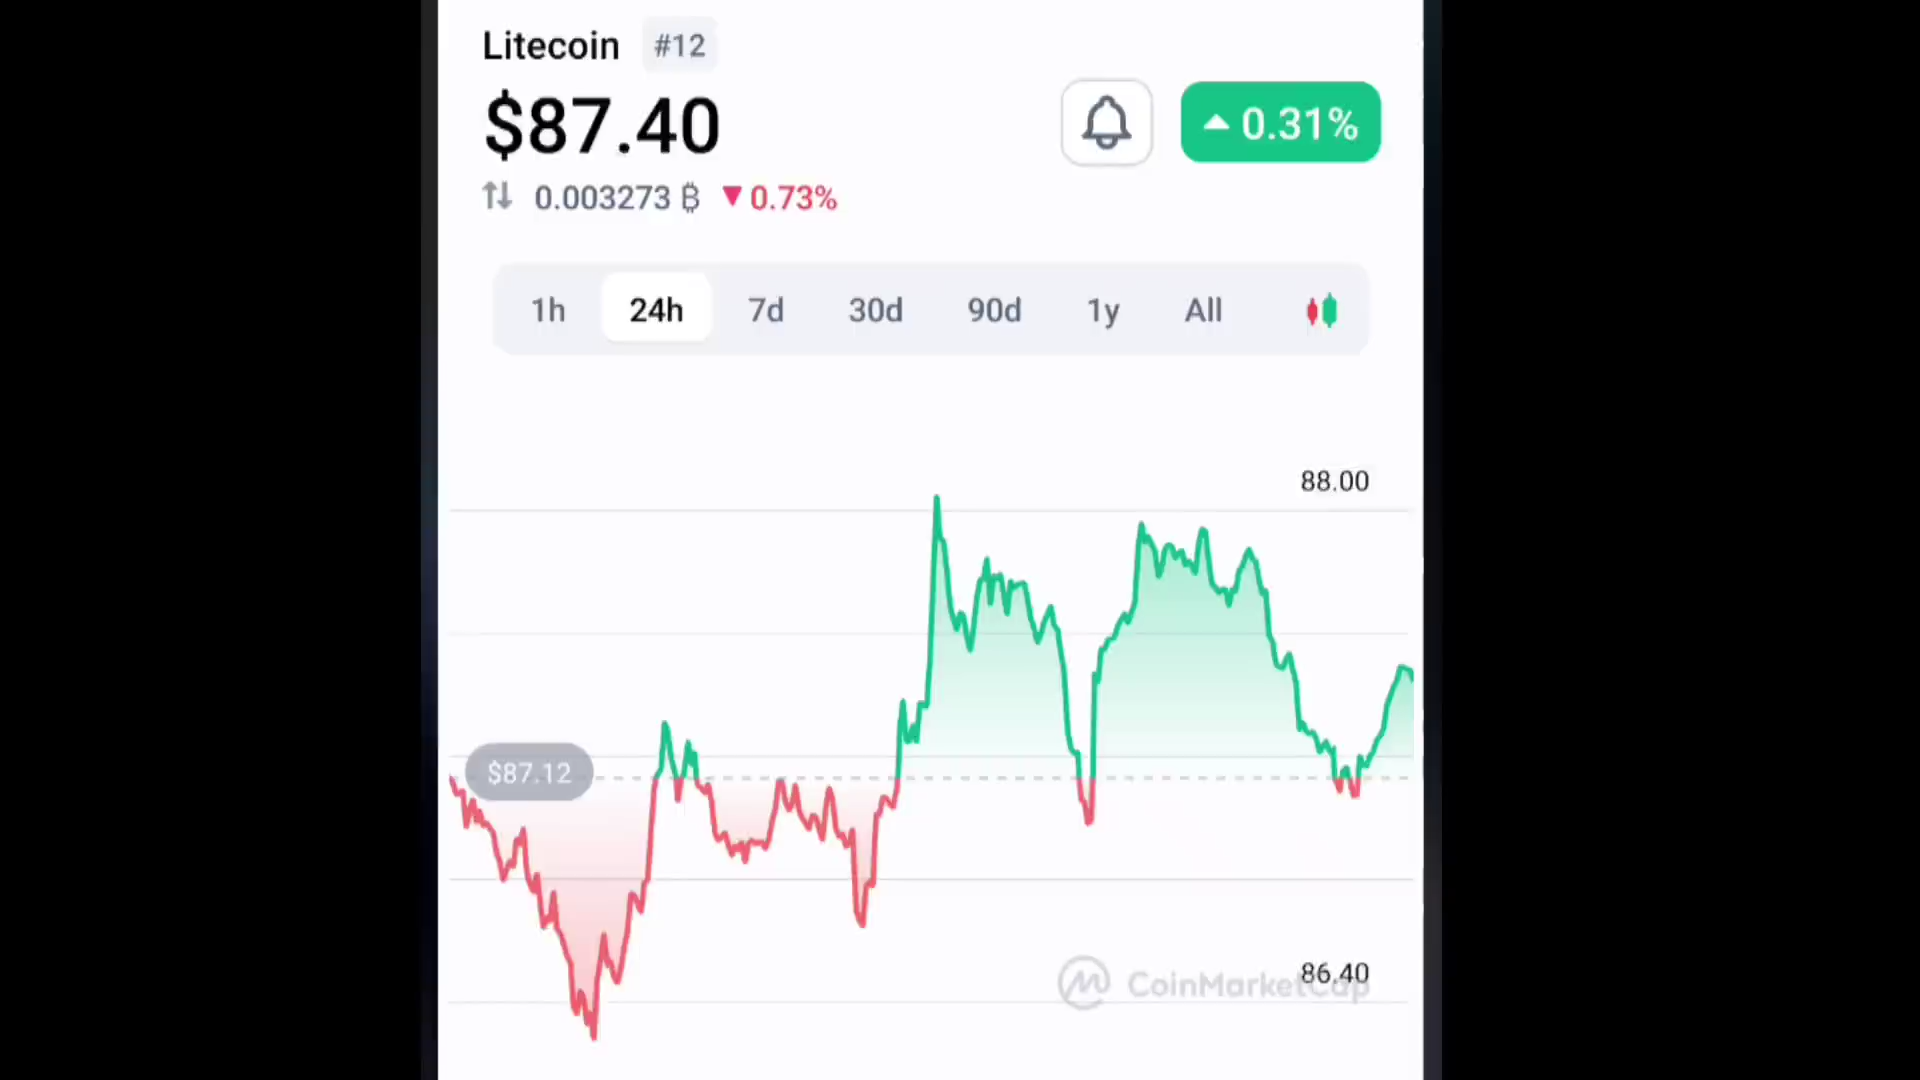 Litecoin #12
$87.40
▲ 0.31%
0.003273 ₿ ▼ 0.73%
1h 24h 7d 30d 90d 1y All
88.00
$87.12
86.40
CoinMarketCap